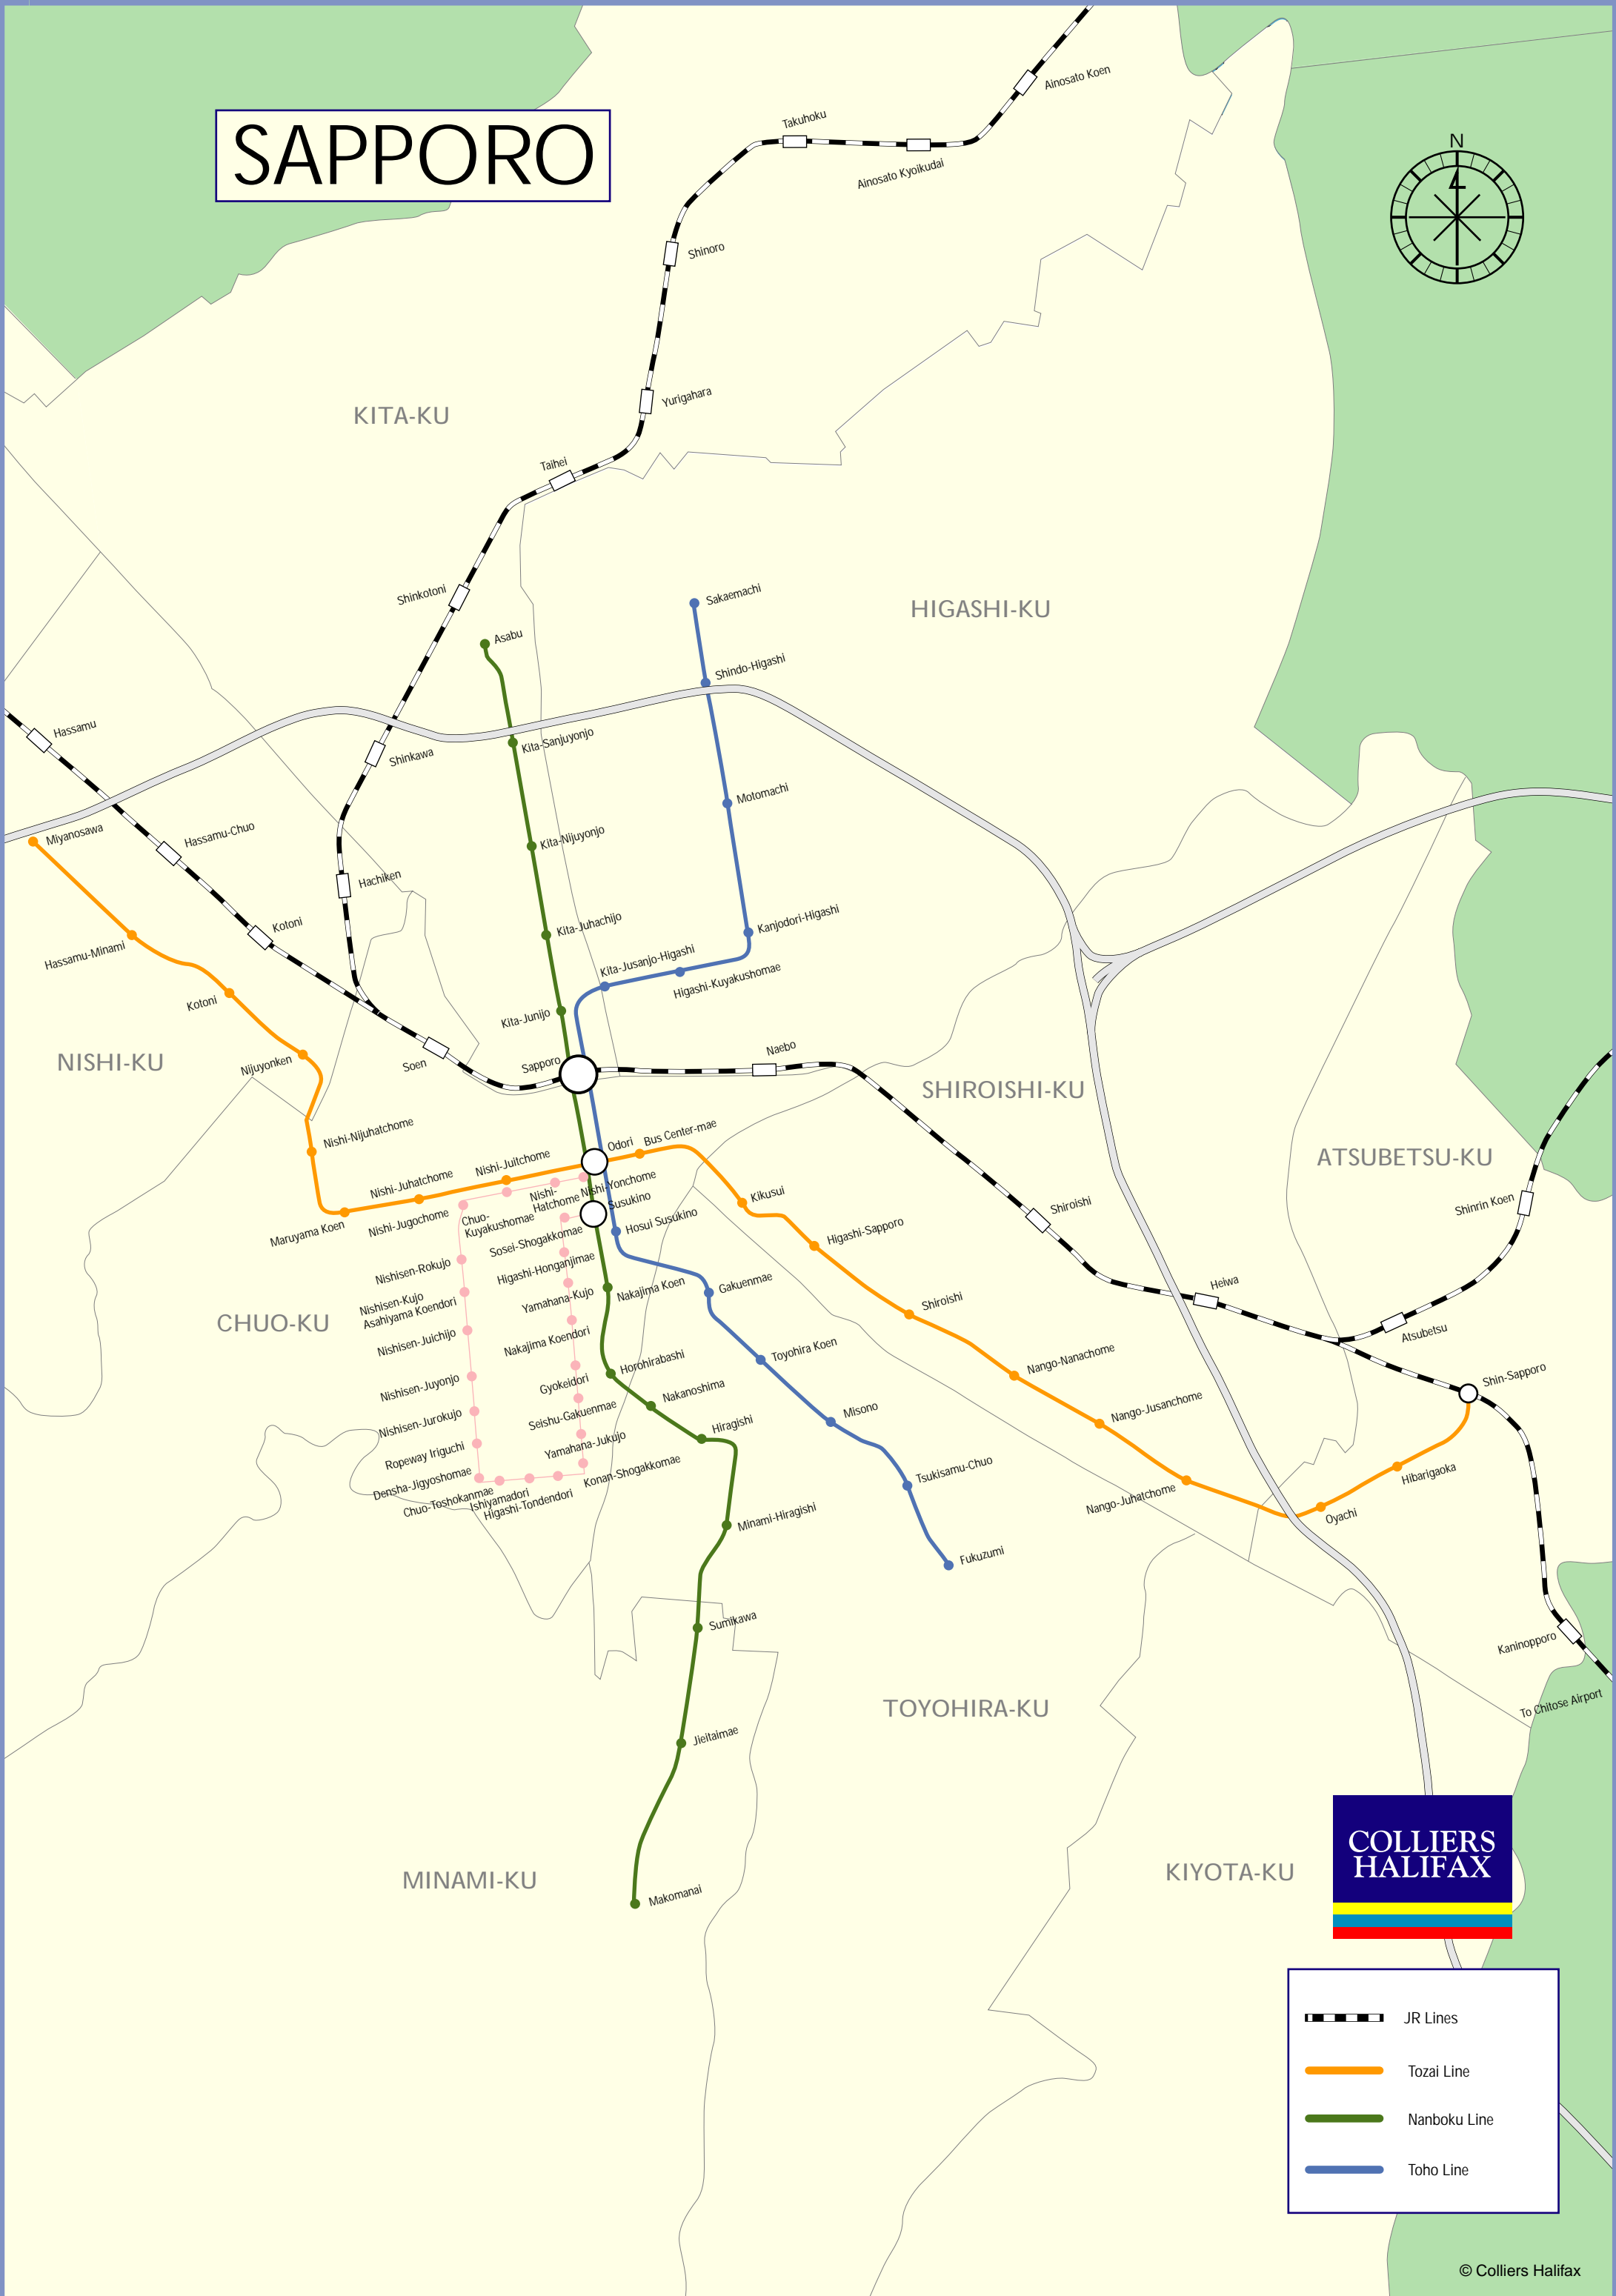 SAPPORO
N
Ainosato Koen
Takuhoku
Ainosato Kyoikudai
Shinoro
Yurigahara
KITA-KU
Taihei
Shinkotoni
Sakaemachi
HIGASHI-KU
Asabu
Shindo-Higashi
Hassamu
Kita-Sanjuyonjo
Shinkawa
Motomachi
Miyanosawa
Hassamu-Chuo
Kita-Nijuyonjo
Hachiken
Kotoni
Kita-Juhachijo
Kanjodori-Higashi
Hassamu-Minami
Kita-Jusanjo-Higashi
Higashi-Kuyakushomae
Kotoni
Kita-Junijo
NISHI-KU
Nijuyonken
Soen
Sapporo
Naebo
SHIROISHI-KU
Nishi-Nijuhatchome
Odori
Bus Center-mae
ATSUBETSU-KU
Nishi-Juitchome
Nishi-Juhatchome
Nishi-Yonchome
Nishi-
Hatchome
Kikusui
Shinrin Koen
Shiroishi
Maruyama Koen
Nishi-Jugochome
Chuo-
Kuyakushomae
Susukino
Hosui Susukino
Higashi-Sapporo
Sosei-Shogakkomae
Nishisen-Rokujo
Higashi-Honganjimae
Gakuenmae
Heiwa
Nishisen-Kujo
Asahiyama Koendori
Yamahana-Kujo
Nakajima Koen
Shiroishi
CHUO-KU
Nishisen-Juichijo
Nakajima Koendori
Toyohira Koen
Atsubetsu
Horohirabashi
Nango-Nanachome
Shin-Sapporo
Nishisen-Juyonjo
Gyokeidori
Nakanoshima
Misono
Nango-Jusanchome
Nishisen-Jurokujo
Seishu-Gakuenmae
Hiragishi
Ropeway Iriguchi
Yamahana-Jukujo
Tsukisamu-Chuo
Hibarigaoka
Densha-Jigyoshomae
Konan-Shogakkomae
Chuo-Toshokanmae
Ishiyamadori
Higashi-Tondendori
Nango-Juhatchome
Minami-Hiragishi
Oyachi
Fukuzumi
Sumikawa
Kaninopporo
TOYOHIRA-KU
To Chitose Airport
Jieitaimae
MINAMI-KU
KIYOTA-KU
COLLIERS
HALIFAX
Makomanai
JR Lines
Tozai Line
Nanboku Line
Toho Line
© Colliers Halifax